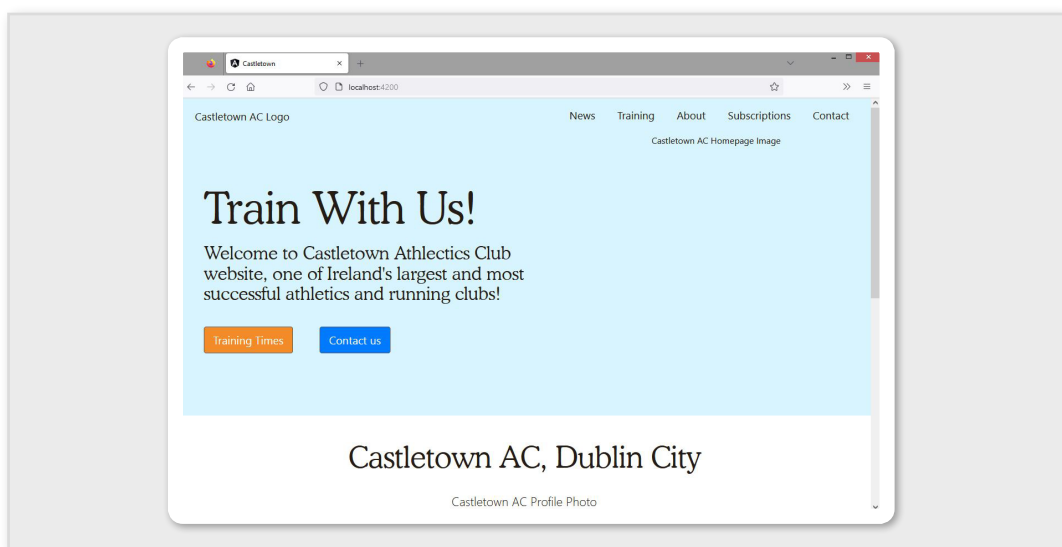 Castletown
localhost:4200
Castletown AC Logo
News Training About Subscriptions Contact
Castletown AC Homepage Image
Train With Us!
Welcome to Castletown Athlectics Club
website, one of Ireland's largest and most
successful athletics and running clubs!
Training Times Contact us
Castletown AC, Dublin City
Castletown AC Profile Photo